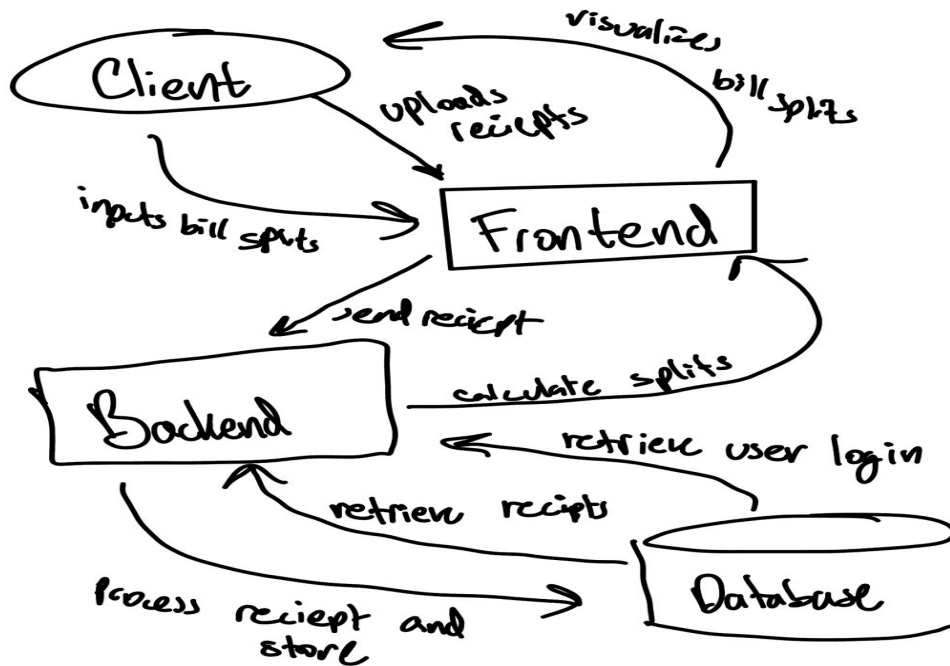 visualizes
bill
splits
Client
uploads
reciepts
inputs bill splits
Frontend
send reciept
Backend
calculate splits
retrieve user login
retrieve recipts
Database
process reciept and
store